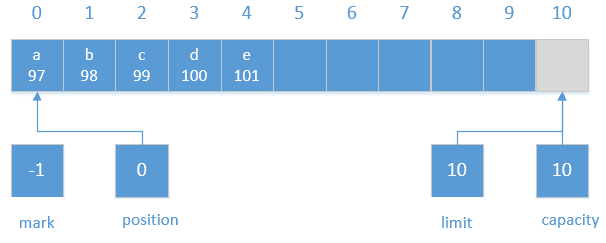 0 1 2 3 4 5 6 7 8 9 10
a b c d e
97 98 99 100 101
-1 0 10 10
mark position limit capacity